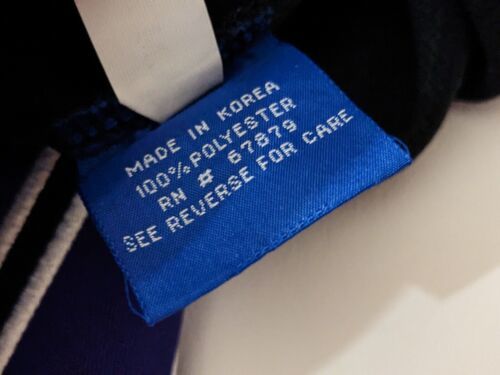 MADE IN KOREA
100% POLYESTER
RN # 67879
SEE REVERSE FOR CARE